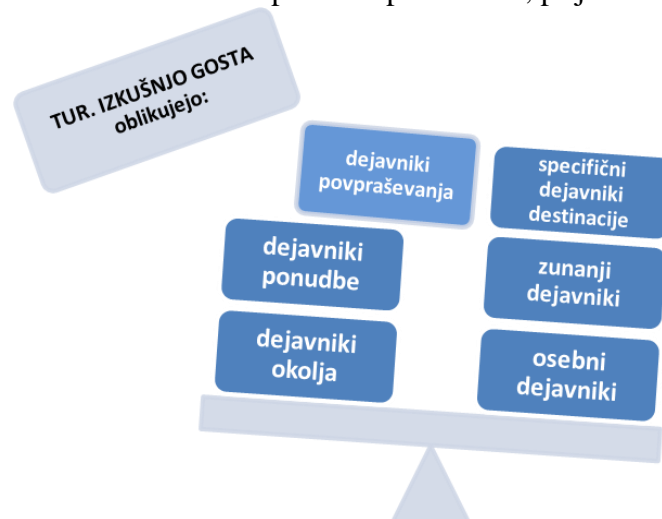 TUR. IZKUŠNJO GOSTA
oblikujejo:
dejavniki
povpraševanja
specifični
dejavniki
destinacije
dejavniki
ponudbe
zunanji
dejavniki
dejavniki
okolja
osebni
dejavniki